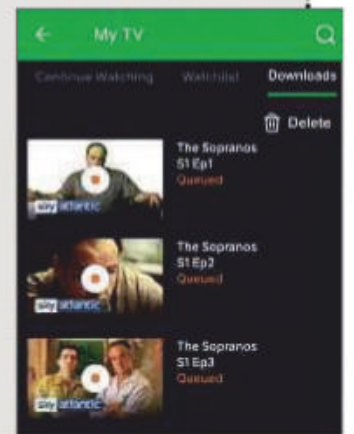 My TV
Continue Watching Watchlist Downloads
Delete
The Sopranos
S1 Ep1
Queued
sky atlantic
The Sopranos
S1 Ep2
Queued
sky atlantic
The Sopranos
S1 Ep3
Queued
sky atlantic